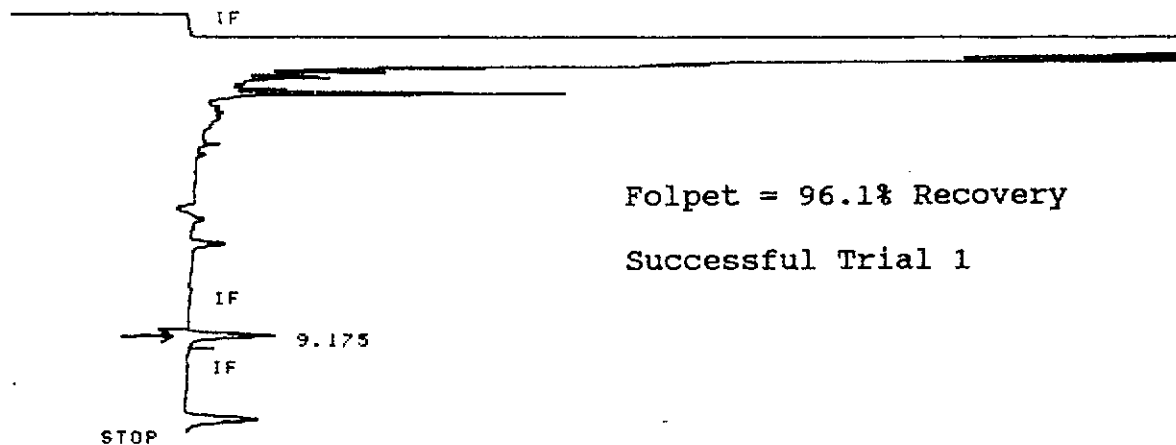 IF
Folpet = 96.1% Recovery
Successful Trial 1
IF
9.175
IF
STOP